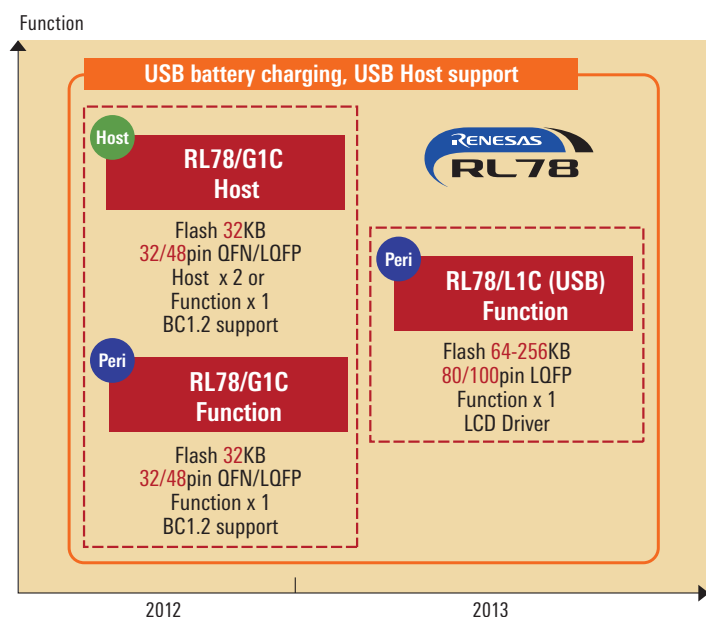 Function
USB battery charging, USB Host support
Host
RL78/G1C
Host
Flash 32KB
32/48pin QFN/LQFP
Host x 2 or
Function x 1
BC1.2 support
Peri
RL78/G1C
Function
Flash 32KB
32/48pin QFN/LQFP
Function x 1
BC1.2 support
RENESAS
RL78
Peri
RL78/L1C (USB)
Function
Flash 64-256KB
80/100pin LQFP
Function x 1
LCD Driver
2012
2013